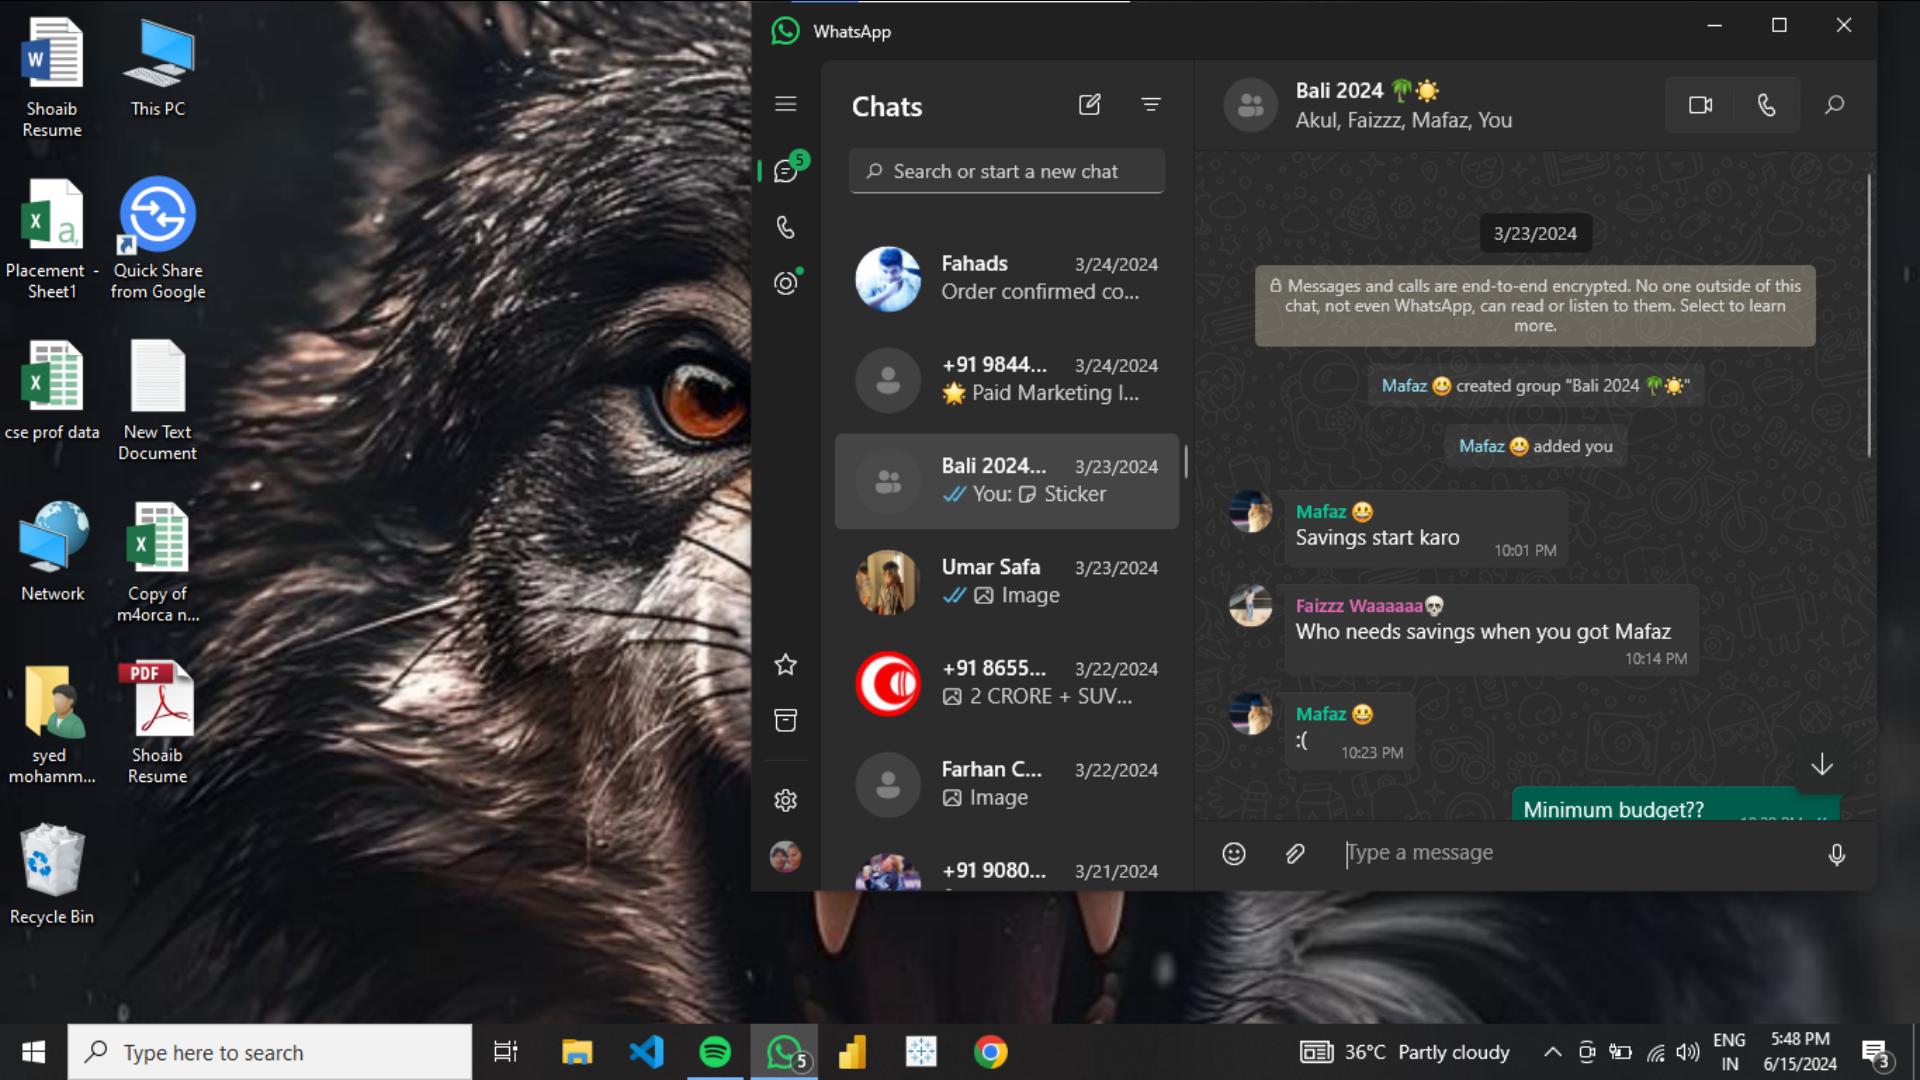 Shoaib
Resume
This PC
Placement -
Sheet1
Quick Share
from Google
cse prof data
New Text
Document
Network
Copy of
m4orca n...
syed
mohamm...
PDF
Shoaib
Resume
Recycle Bin
WhatsApp
5
Chats
Search or start a new chat
Fahads 3/24/2024
Order confirmed co...
+91 9844... 3/24/2024
🌟 Paid Marketing I...
Bali 2024... 3/23/2024
You: Sticker
Umar Safa 3/23/2024
Image
+91 8655... 3/22/2024
2 CRORE + SUV...
Farhan C... 3/22/2024
Image
+91 9080... 3/21/2024
Bali 2024 🌴☀️
Akul, Faizzz, Mafaz, You
3/23/2024
Messages and calls are end-to-end encrypted. No one outside of this
chat, not even WhatsApp, can read or listen to them. Select to learn
more.
Mafaz 😃 created group "Bali 2024 🌴☀️"
Mafaz 😃 added you
Mafaz 😃
Savings start karo 10:01 PM
Faizzz Waaaaaa💀
Who needs savings when you got Mafaz
10:14 PM
Mafaz 😃
:( 10:23 PM
Minimum budget??
Type a message
Type here to search
5
36°C Partly cloudy
ENG
IN
5:48 PM
6/15/2024
3